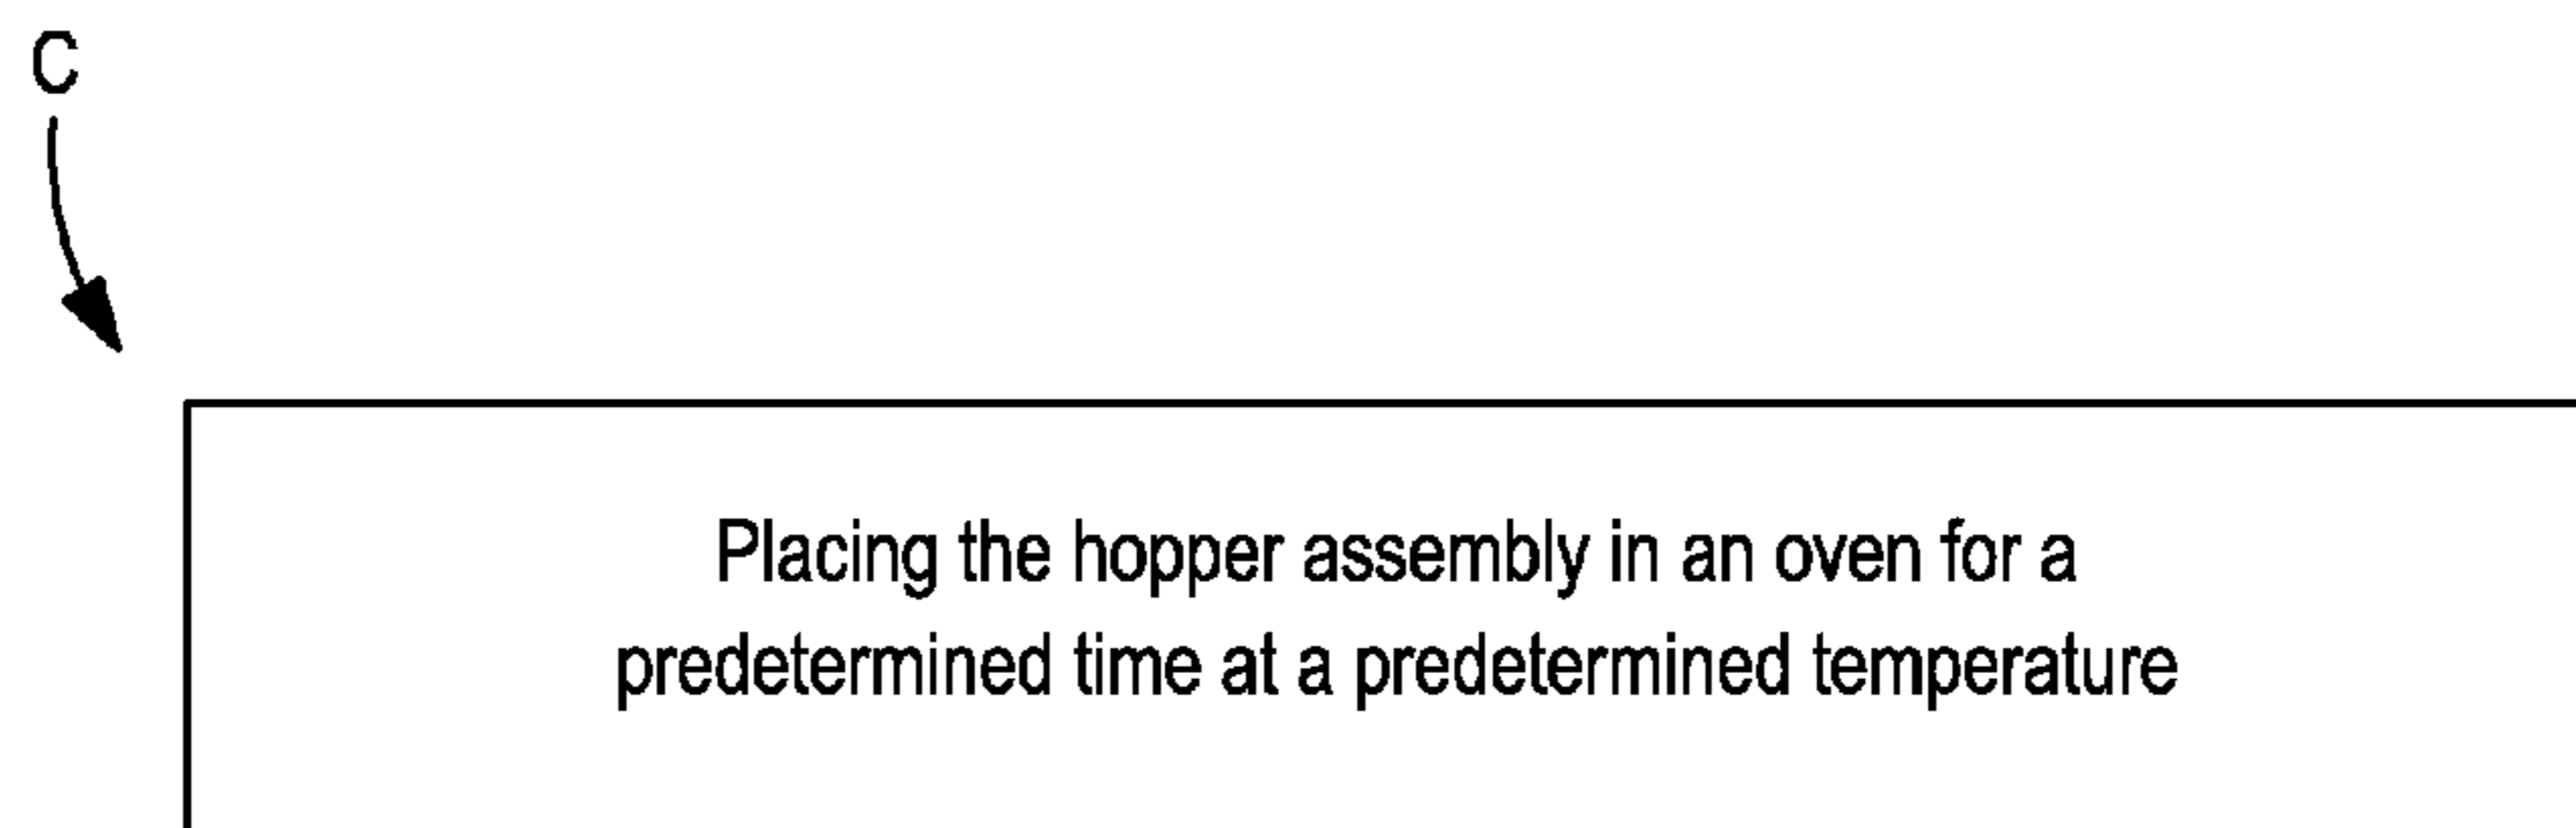 C
Placing the hopper assembly in an oven for a
predetermined time at a predetermined temperature